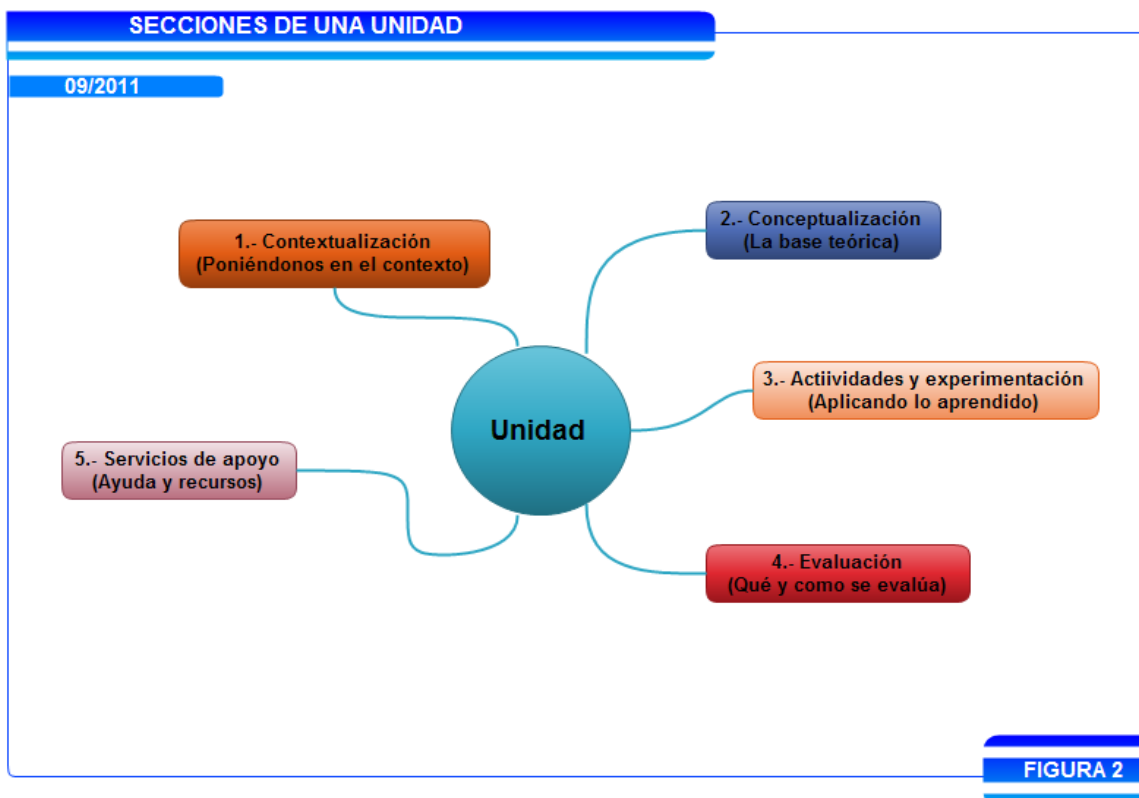 SECCIONES DE UNA UNIDAD
09/2011
1.- Contextualización
(Poniéndonos en el contexto)
2.- Conceptualización
(La base teórica)
3.- Actiividades y experimentación
(Aplicando lo aprendido)
Unidad
5.- Servicios de apoyo
(Ayuda y recursos)
4.- Evaluación
(Qué y como se evalúa)
FIGURA 2